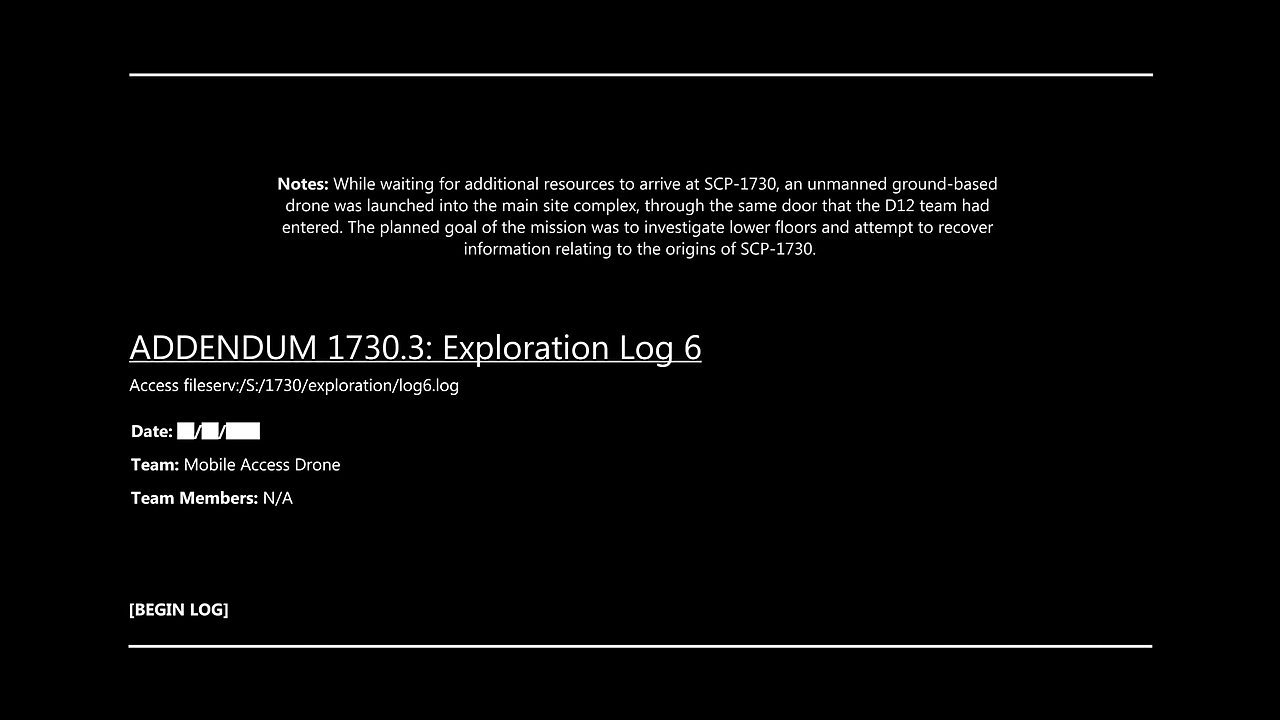 Notes: While waiting for additional resources to arrive at SCP-1730, an unmanned ground-based
drone was launched into the main site complex, through the same door that the D12 team had
entered. The planned goal of the mission was to investigate lower floors and attempt to recover
information relating to the origins of SCP-1730.
ADDENDUM 1730.3: Exploration Log 6
Access fileserv:/S:/1730/exploration/log6.log
Date: ██/██/████
Team: Mobile Access Drone
Team Members: N/A
[BEGIN LOG]